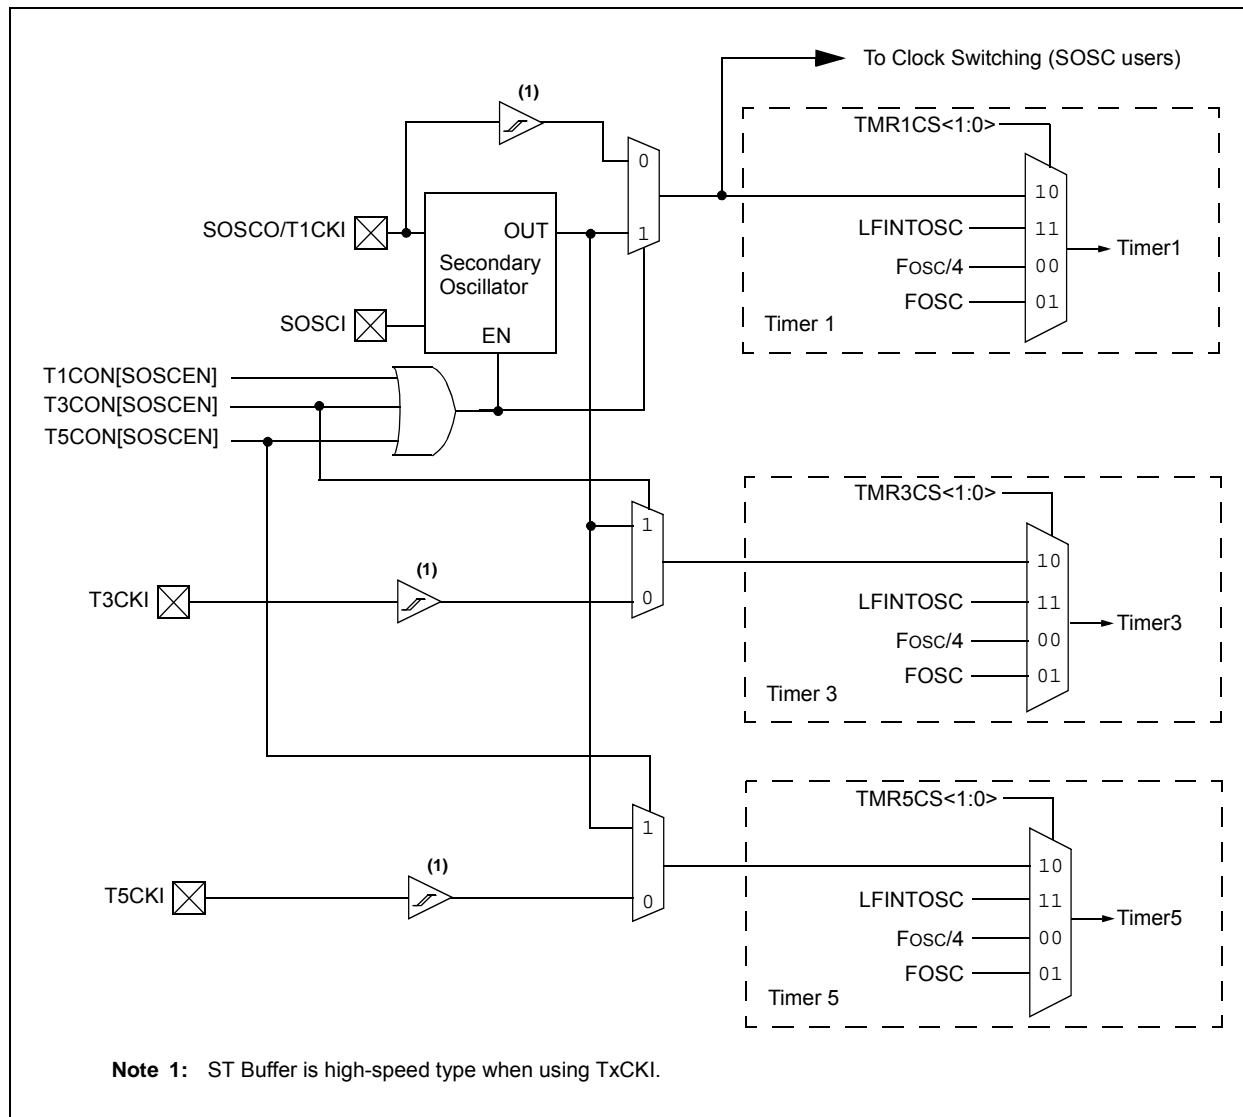 To Clock Switching (SOSC users)
(1)
TMR1CS<1:0>
0
10
SOSCO/T1CKI
OUT
1
LFINTOSC
11
Timer1
Secondary
Oscillator
FOSC/4
00
FOSC
01
SOSCI
EN
Timer 1
T1CON[SOSCEN]
T3CON[SOSCEN]
T5CON[SOSCEN]
TMR3CS<1:0>
1
10
(1)
T3CKI
0
LFINTOSC
11
Timer3
FOSC/4
00
FOSC
01
Timer 3
TMR5CS<1:0>
1
10
(1)
T5CKI
0
LFINTOSC
11
Timer5
FOSC/4
00
FOSC
01
Timer 5
Note 1: ST Buffer is high-speed type when using TxCKI.